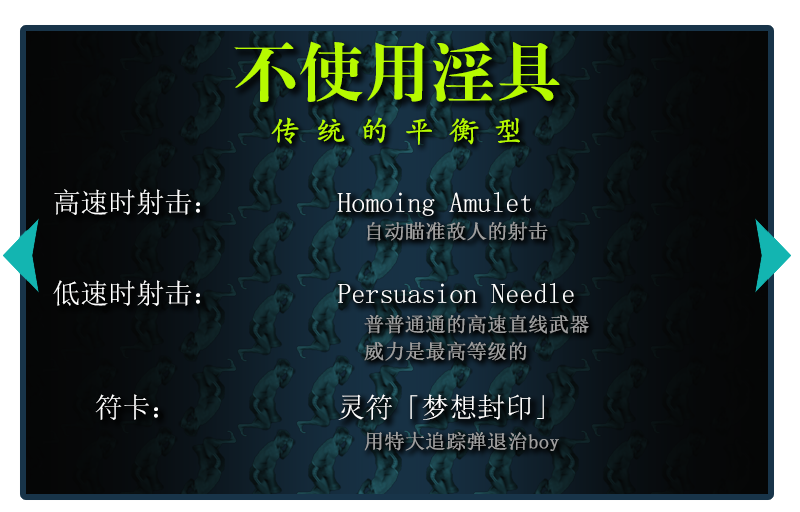 不使用淫具
传统的平衡型
高速时射击: Homoing Amulet
自动瞄准敌人的射击
低速时射击: Persuasion Needle
普普通通的高速直线武器
威力是最高等级的
符卡: 灵符「梦想封印」
用特大追踪弹退治boy